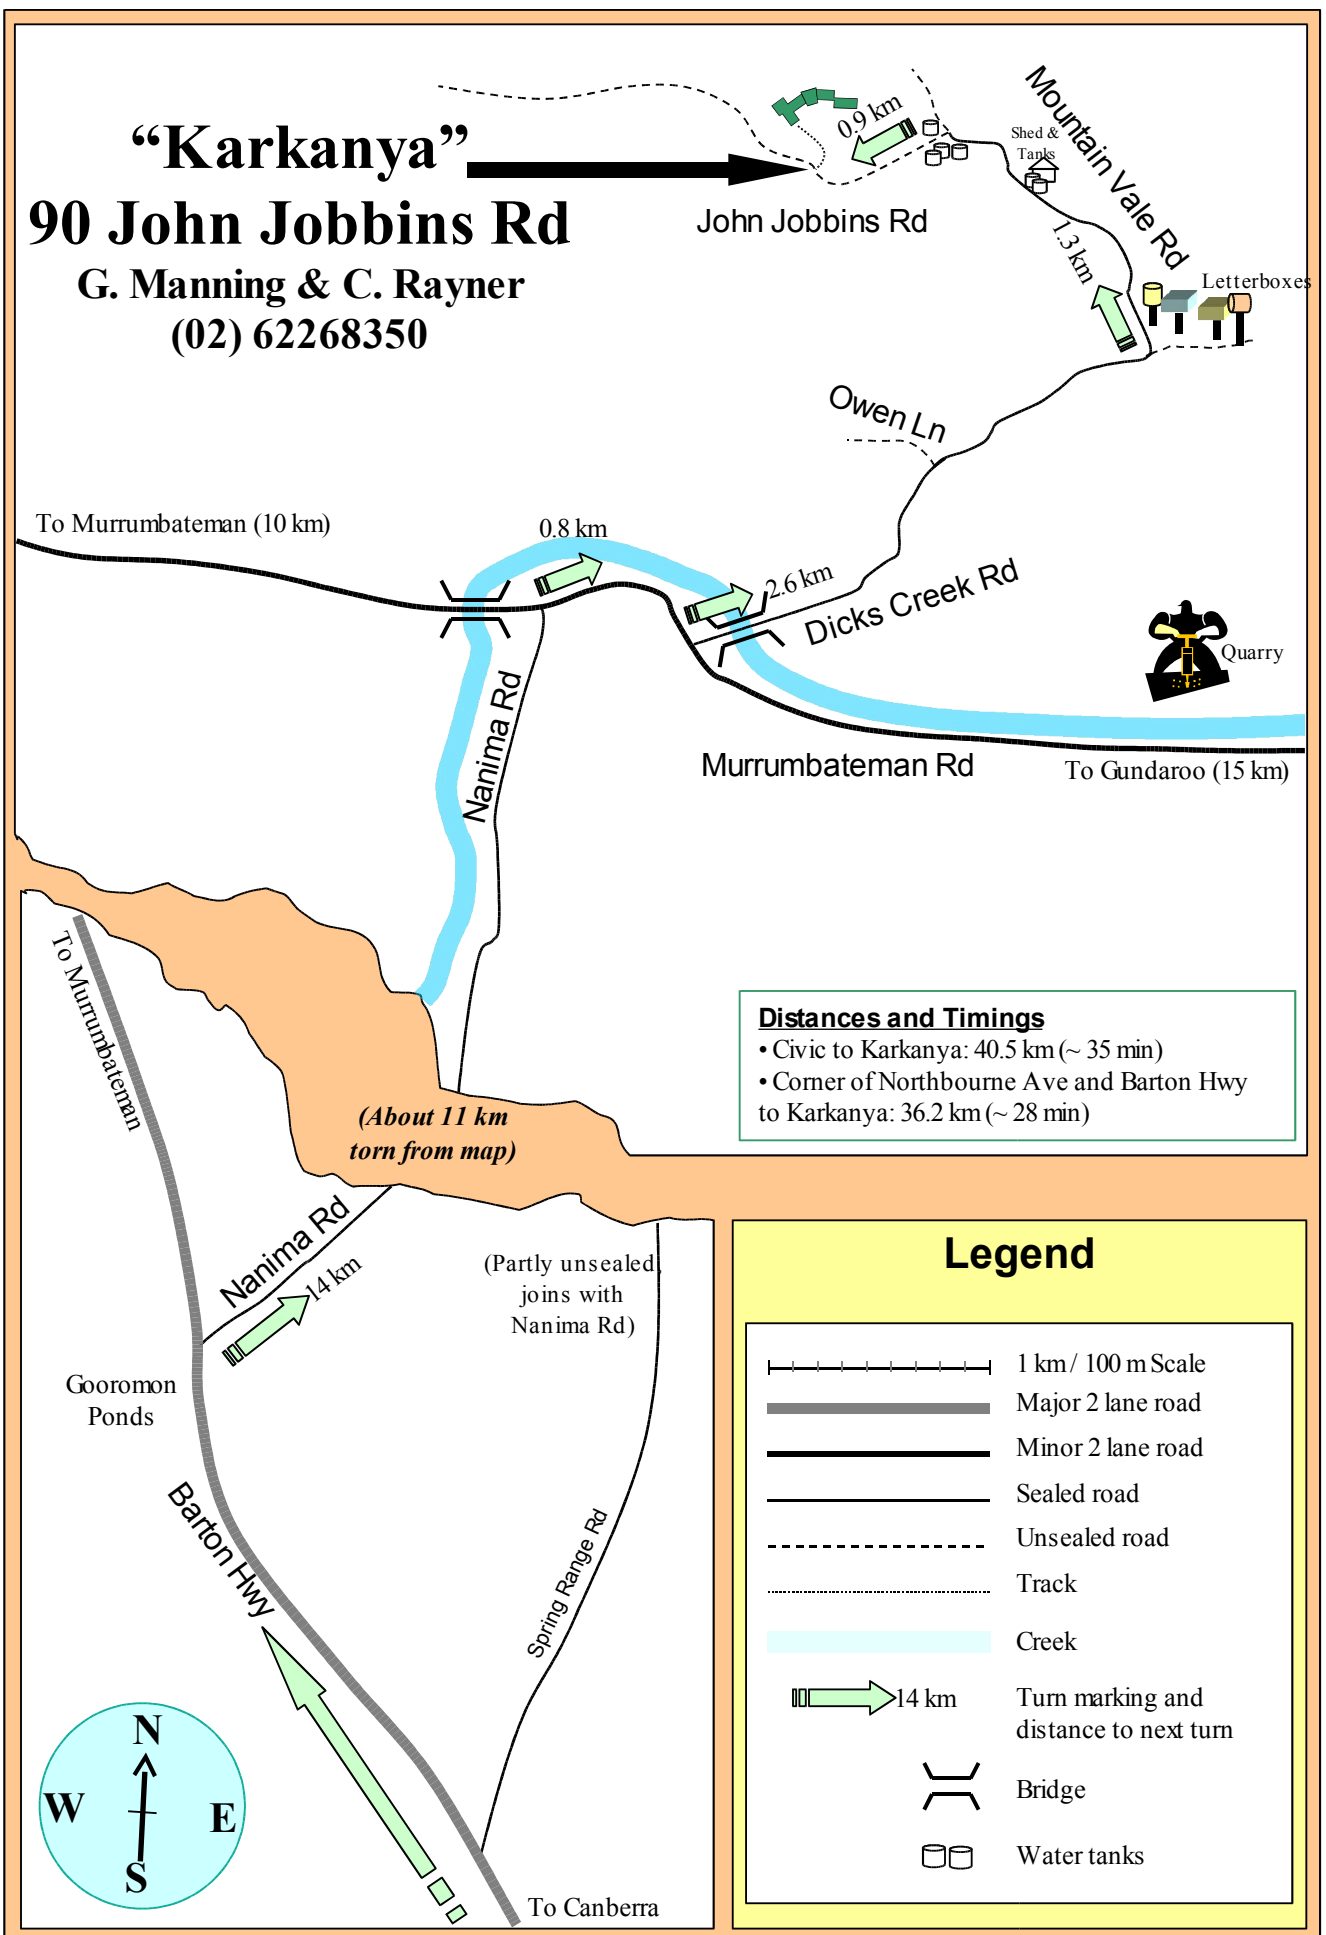 “Karkanya”
90 John Jobbins Rd
G. Manning & C. Rayner
(02) 62268350
0.9 km
John Jobbins Rd
Shed &
Tanks
Mountain Vale Rd
1.3 km
Letterboxes
Owen Ln
To Murrumbateman (10 km)
0.8 km
2.6 km
Dicks Creek Rd
Quarry
Nanima Rd
Murrumbateman Rd
To Gundaroo (15 km)
To Murrumbateman
Distances and Timings
• Civic to Karkanya: 40.5 km (~ 35 min)
• Corner of Northbourne Ave and Barton Hwy
to Karkanya: 36.2 km (~ 28 min)
(About 11 km
torn from map)
Nanima Rd
14 km
(Partly unsealed,
joins with
Nanima Rd)
Gooromon
Ponds
Barton Hwy
Spring Range Rd
To Canberra
N
W
E
S
Legend
1 km / 100 m Scale
Major 2 lane road
Minor 2 lane road
Sealed road
Unsealed road
Track
Creek
14 km
Turn marking and
distance to next turn
Bridge
Water tanks